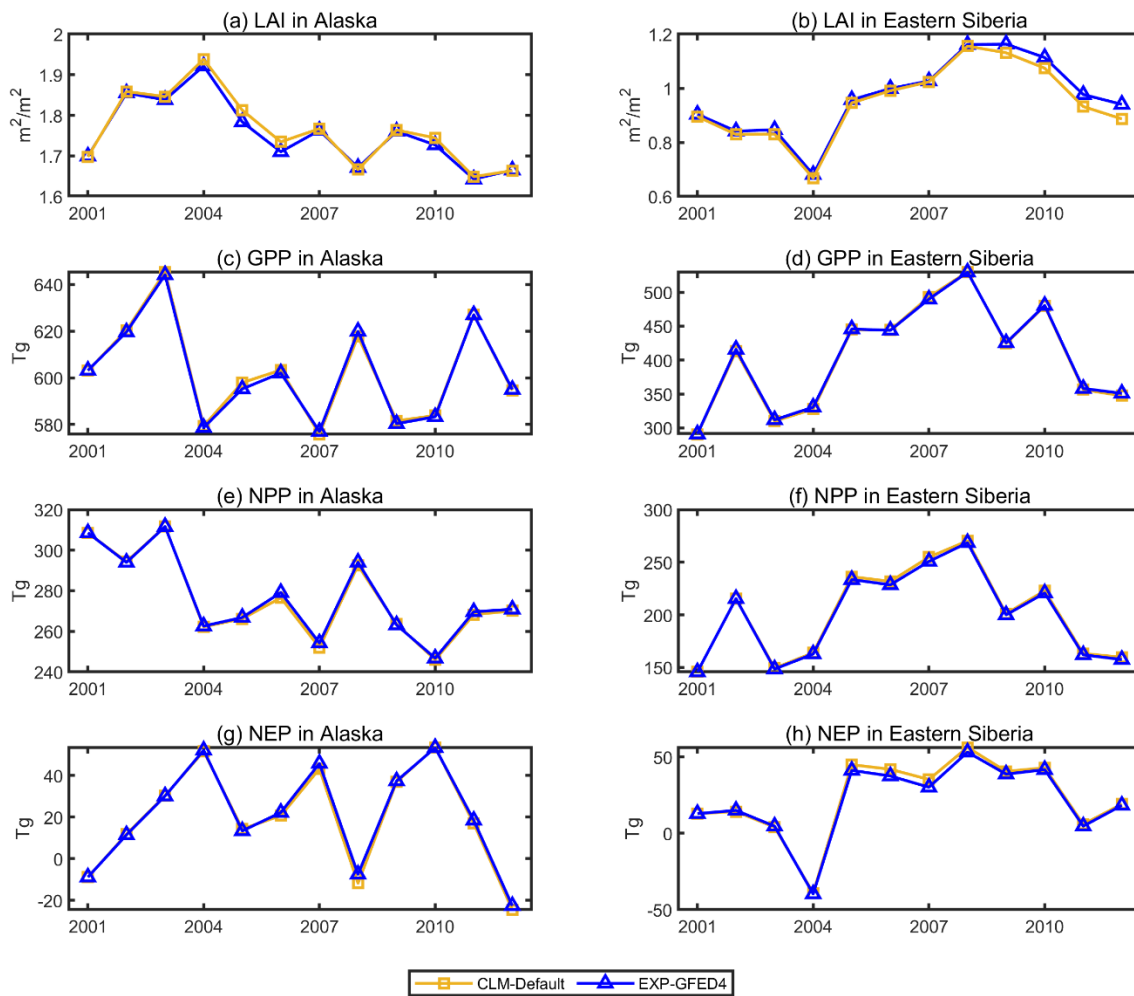 (a) LAI in Alaska
2
1.9
1.8
1.7
1.6
m²/m²
2001 2004 2007 2010
(b) LAI in Eastern Siberia
1.2
1
0.8
0.6
m²/m²
2001 2004 2007 2010
(c) GPP in Alaska
640
620
600
580
Tg
2001 2004 2007 2010
(d) GPP in Eastern Siberia
500
450
400
350
300
Tg
2001 2004 2007 2010
(e) NPP in Alaska
320
300
280
260
240
Tg
2001 2004 2007 2010
(f) NPP in Eastern Siberia
300
250
200
150
Tg
2001 2004 2007 2010
(g) NEP in Alaska
40
20
0
-20
Tg
2001 2004 2007 2010
(h) NEP in Eastern Siberia
50
0
-50
Tg
2001 2004 2007 2010
CLM-Default EXP-GFED4